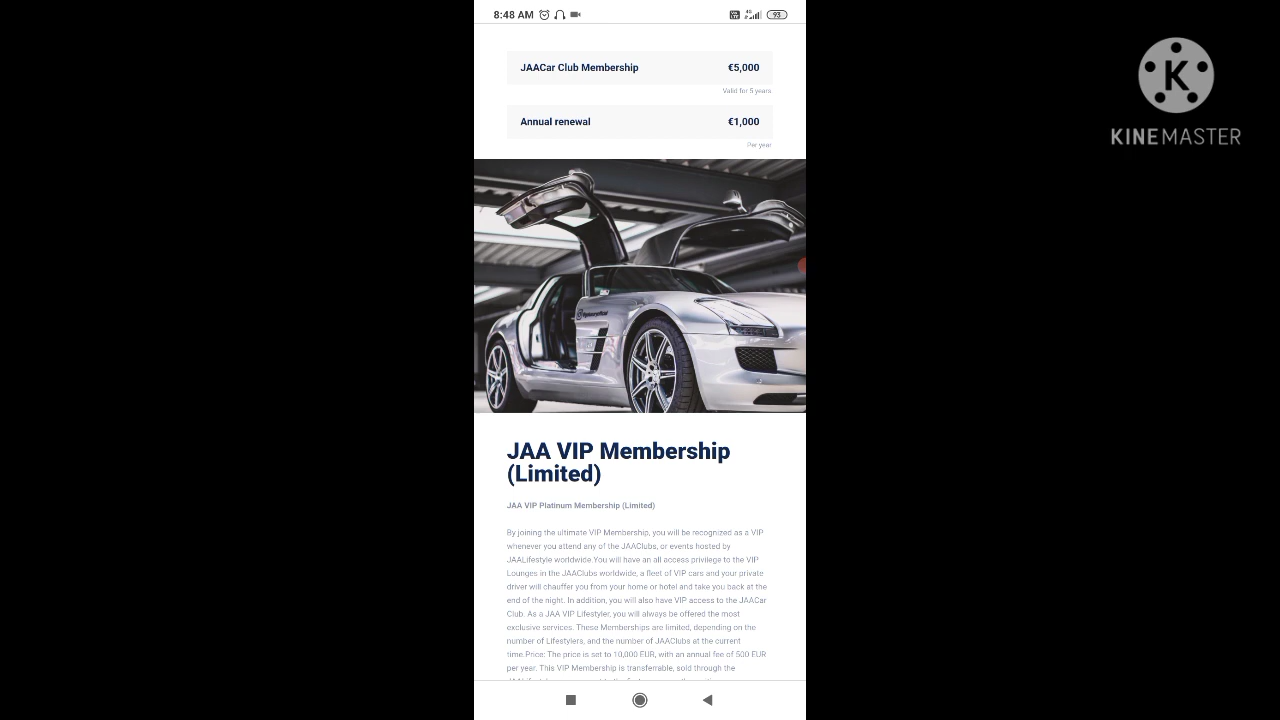 8:48 AM
4G
93
KINEMASTER
JAACar Club Membership €5,000
Valid for 5 years
Annual renewal €1,000
Per year
JAA VIP Membership
(Limited)
JAA VIP Platinum Membership (Limited)
By joining the ultimate VIP Membership, you will be recognized as a VIP
whenever you attend any of the JAAClubs, or events hosted by
JAALifestyle worldwide.You will have an all access privilege to the VIP
Lounges in the JAAClubs worldwide, a fleet of VIP cars and your private
driver will chauffer you from your home or hotel and take you back at the
end of the night. In addition, you will also have VIP access to the JAACar
Club. As a JAA VIP Lifestyler, you will always be offered the most
exclusive services. These Memberships are limited, depending on the
number of Lifestylers, and the number of JAAClubs at the current
time.Price: The price is set to 10,000 EUR, with an annual fee of 500 EUR
per year. This VIP Membership is transferrable, sold through the